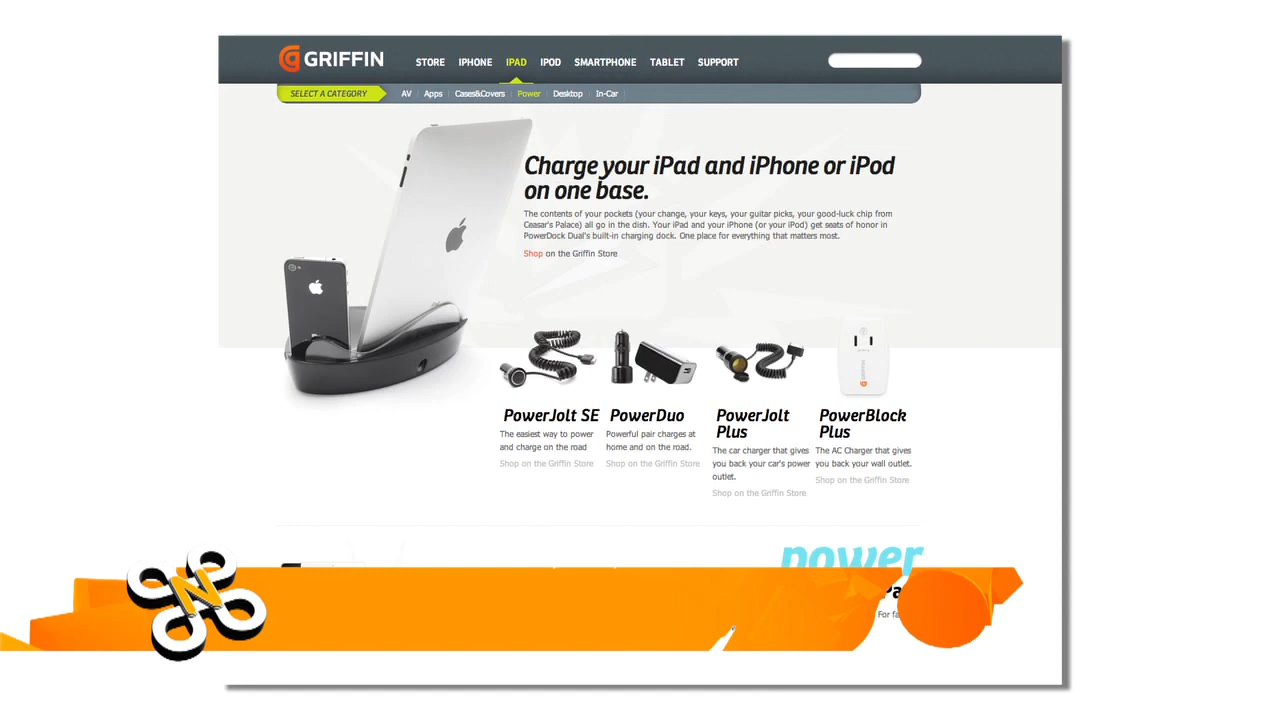 GRIFFIN
STORE IPHONE IPAD IPOD SMARTPHONE TABLET SUPPORT
SELECT A CATEGORY AV Apps Cases&Covers Power Desktop In-Car
Charge your iPad and iPhone or iPod
on one base.
The contents of your pockets (your change, your keys, your guitar picks, your good-luck chip from
Ceasar's Palace) all go in the dish. Your iPad and your iPhone (or your iPod) get seats of honor in
PowerDock Dual's built-in charging dock. One place for everything that matters most.
Shop on the Griffin Store
GRIFFIN
PowerJolt SE
The easiest way to power
and charge on the road
Shop on the Griffin Store
PowerDuo
Powerful pair charges at
home and on the road.
Shop on the Griffin Store
PowerJolt
Plus
The car charger that gives
you back your car's power
outlet.
Shop on the Griffin Store
PowerBlock
Plus
The AC Charger that gives
you back your wall outlet.
Shop on the Griffin Store
power
For
N